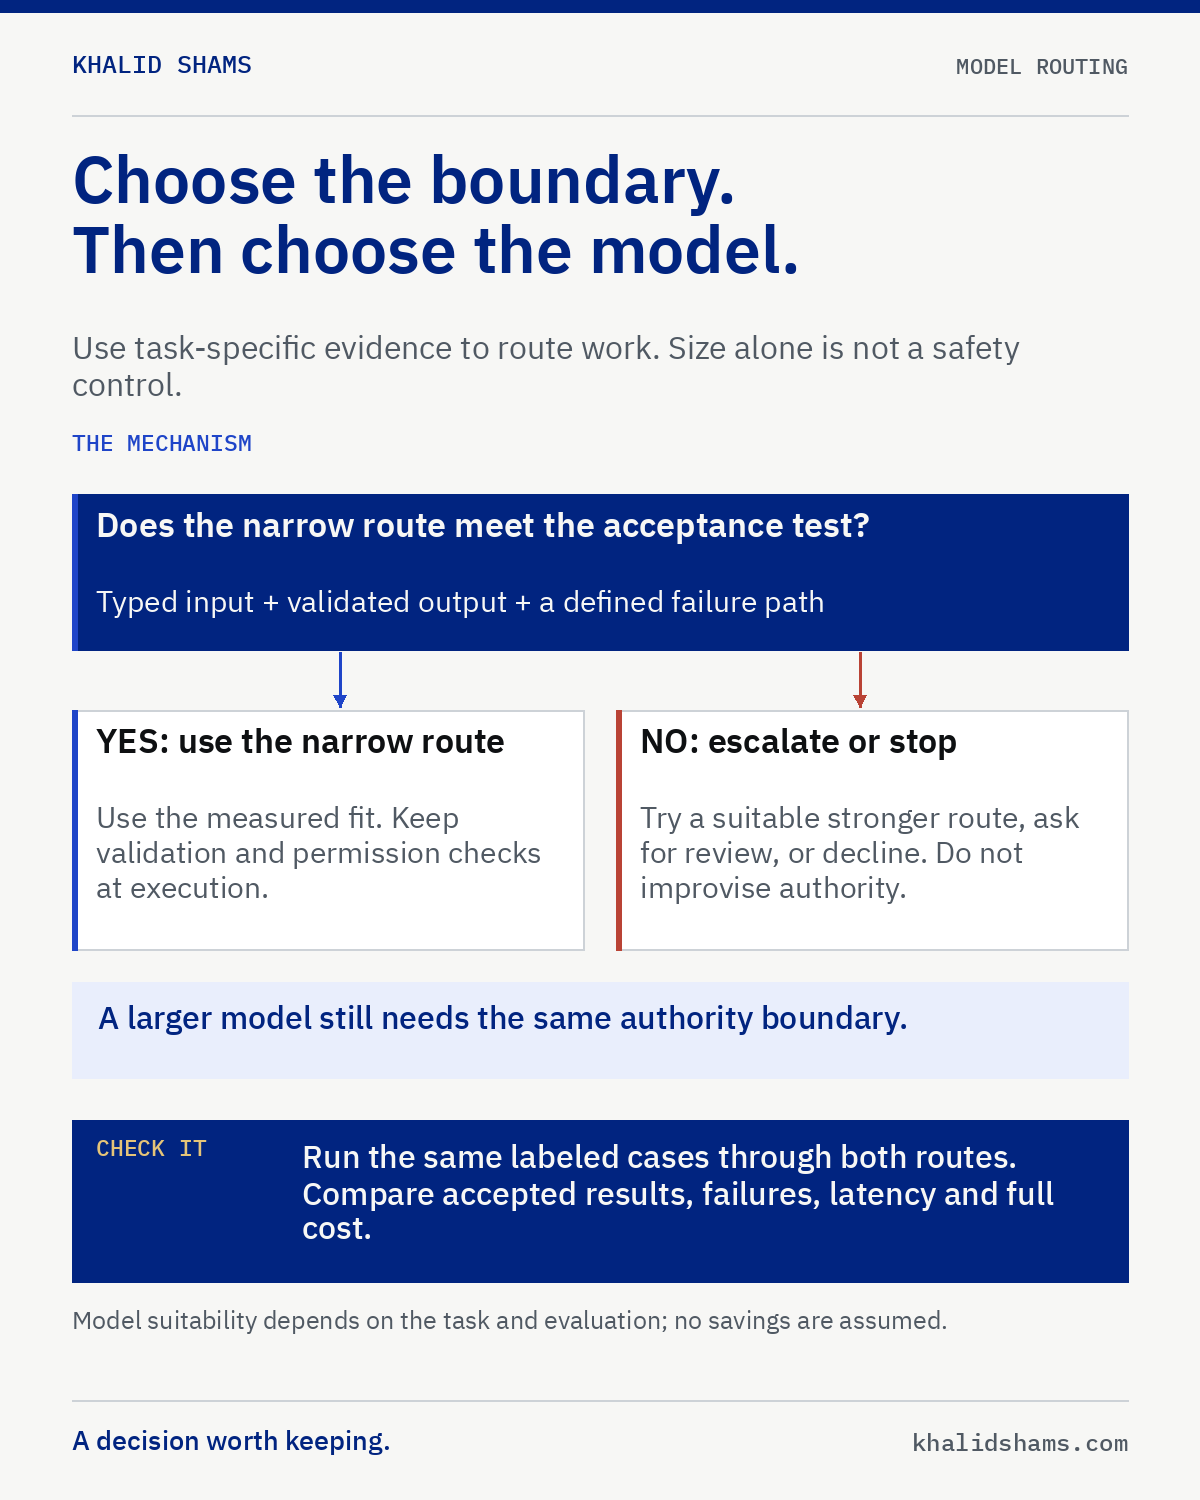 KHALID SHAMS
MODEL ROUTING
Choose the boundary.
Then choose the model.
Use task-specific evidence to route work. Size alone is not a safety
control.
THE MECHANISM
Does the narrow route meet the acceptance test?
Typed input + validated output + a defined failure path
YES: use the narrow route
Use the measured fit. Keep
validation and permission checks
at execution.
NO: escalate or stop
Try a suitable stronger route, ask
for review, or decline. Do not
improvise authority.
A larger model still needs the same authority boundary.
CHECK IT
Run the same labeled cases through both routes.
Compare accepted results, failures, latency and full
cost.
Model suitability depends on the task and evaluation; no savings are assumed.
A decision worth keeping.
khalidshams.com